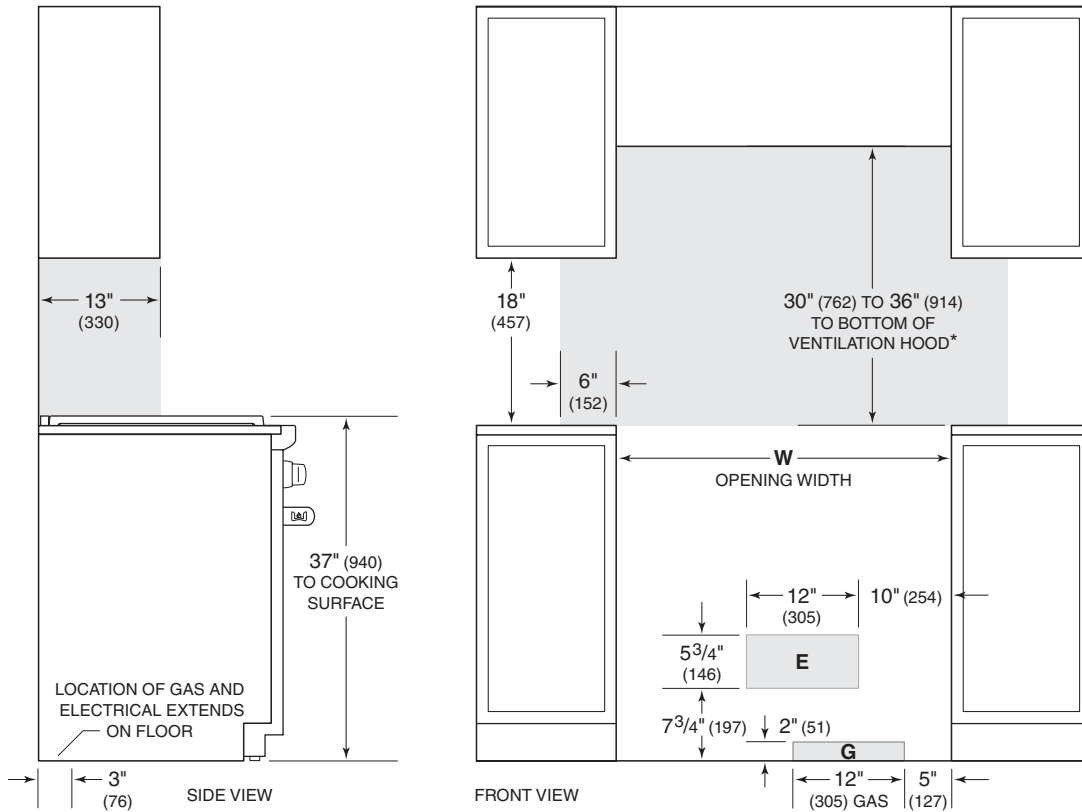 13"
(330)
37" (940)
TO COOKING
SURFACE
LOCATION OF GAS AND
ELECTRICAL EXTENDS
ON FLOOR
3"
(76)
SIDE VIEW
18"
(457)
30" (762) TO 36" (914)
TO BOTTOM OF
VENTILATION HOOD*
6"
(152)
W
OPENING WIDTH
12"
(305)
10" (254)
5 3/4"
(146)
E
7 3/4" (197)
2" (51)
G
12"
(305) GAS
5"
(127)
FRONT VIEW